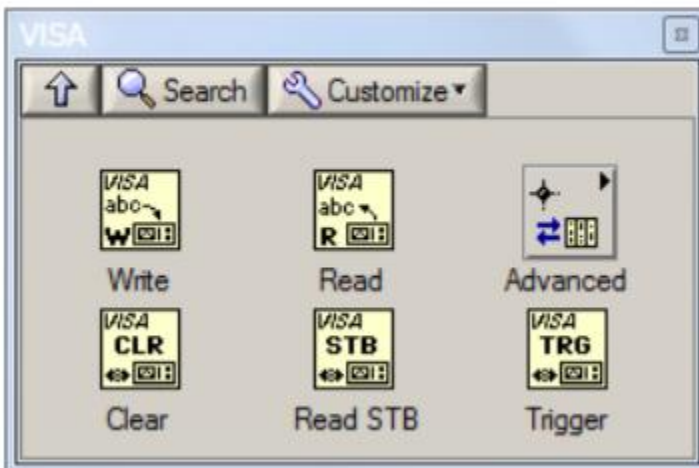 VISA
Search Customize
VISA VISA
abc abc
W R
Write Read Advanced
VISA VISA VISA
CLR STB TRG
Clear Read STB Trigger